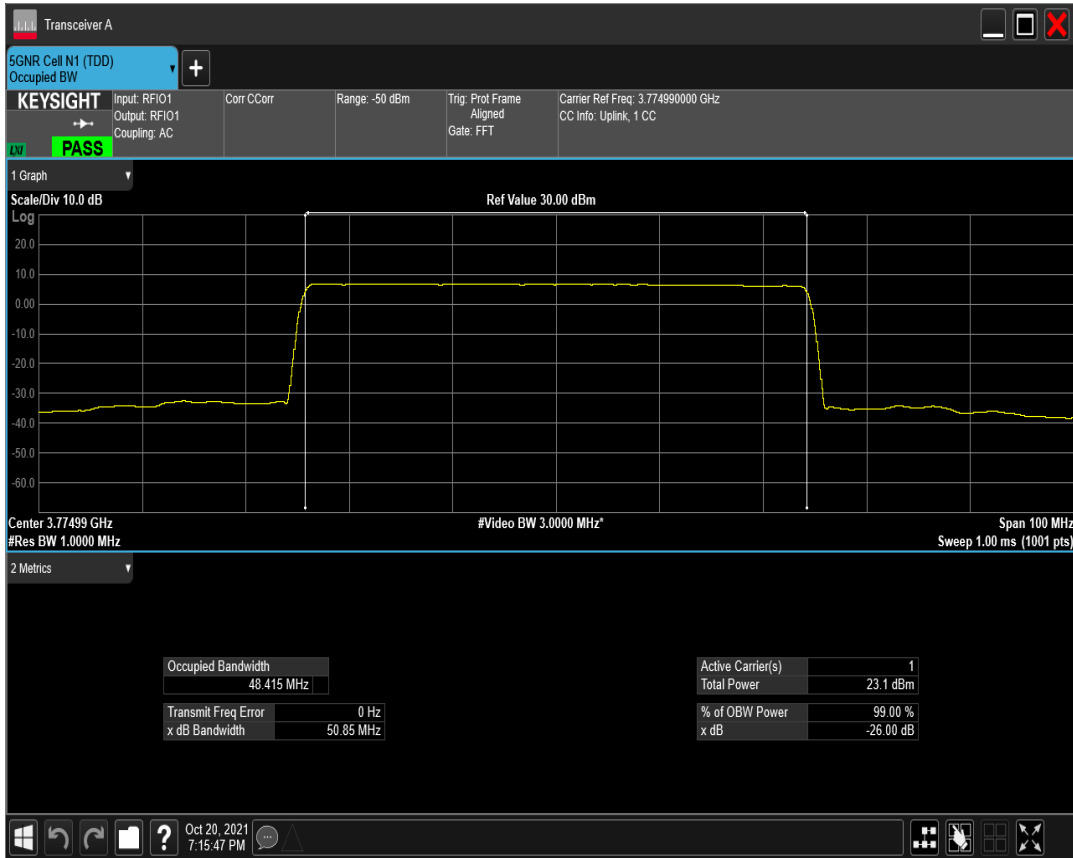 Transceiver A
5GNR Cell N1 (TDD)
Occupied BW
+
KEYSIGHT
LXI
PASS
Input: RFIO1
Output: RFIO1
Coupling: AC
Corr CCorr
Range: -50 dBm
Trig: Prot Frame
Aligned
Gate: FFT
Carrier Ref Freq: 3.774990000 GHz
CC Info: Uplink, 1 CC
1 Graph
Scale/Div 10.0 dB
Ref Value 30.00 dBm
Log
20.0
10.0
0.00
-10.0
-20.0
-30.0
-40.0
-50.0
-60.0
Center 3.77499 GHz
#Video BW 3.0000 MHz*
Span 100 MHz
#Res BW 1.0000 MHz
Sweep 1.00 ms (1001 pts)
2 Metrics
Occupied Bandwidth
48.415 MHz
Transmit Freq Error 0 Hz
x dB Bandwidth 50.85 MHz
Active Carrier(s) 1
Total Power 23.1 dBm
% of OBW Power 99.00 %
x dB -26.00 dB
?
Oct 20, 2021
7:15:47 PM